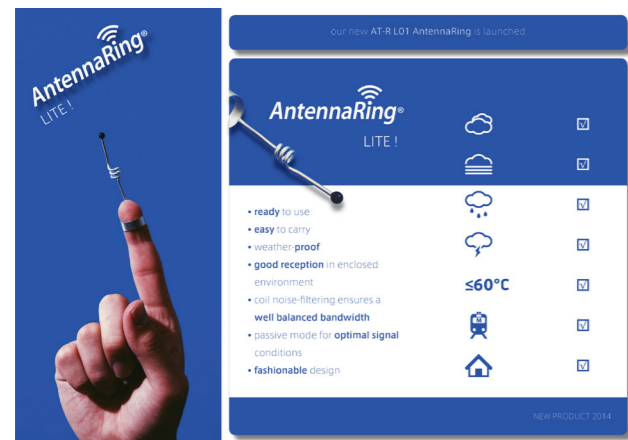 AntennaRing®
LITE !
our new AT-R L01 AntennaRing is launched
AntennaRing®
LITE !
• ready to use
• easy to carry
• weather-proof
• good reception in enclosed
environment
• coil noise-filtering ensures a
well balanced bandwidth
• passive mode for optimal signal
conditions
• fashionable design
≤60°C
M
NEW PRODUCT 2014